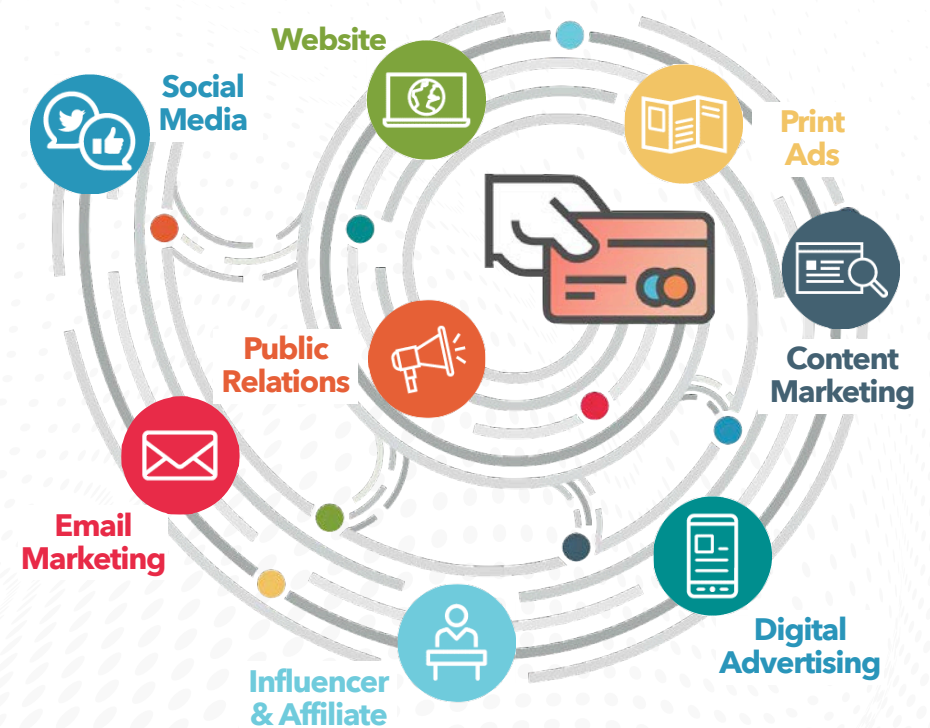 Website
Social
Media
Print
Ads
Content
Marketing
Public
Relations
Email
Marketing
Digital
Advertising
Influencer
& Affiliate